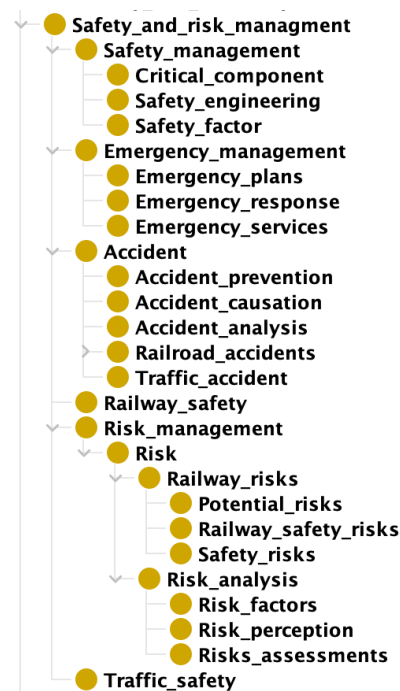 Safety_and_risk_managment
Safety_management
Critical_component
Safety_engineering
Safety_factor
Emergency_management
Emergency_plans
Emergency_response
Emergency_services
Accident
Accident_prevention
Accident_causation
Accident_analysis
Railroad_accidents
Traffic_accident
Railway_safety
Risk_management
Risk
Railway_risks
Potential_risks
Railway_safety_risks
Safety_risks
Risk_analysis
Risk_factors
Risk_perception
Risks_assessments
Traffic_safety